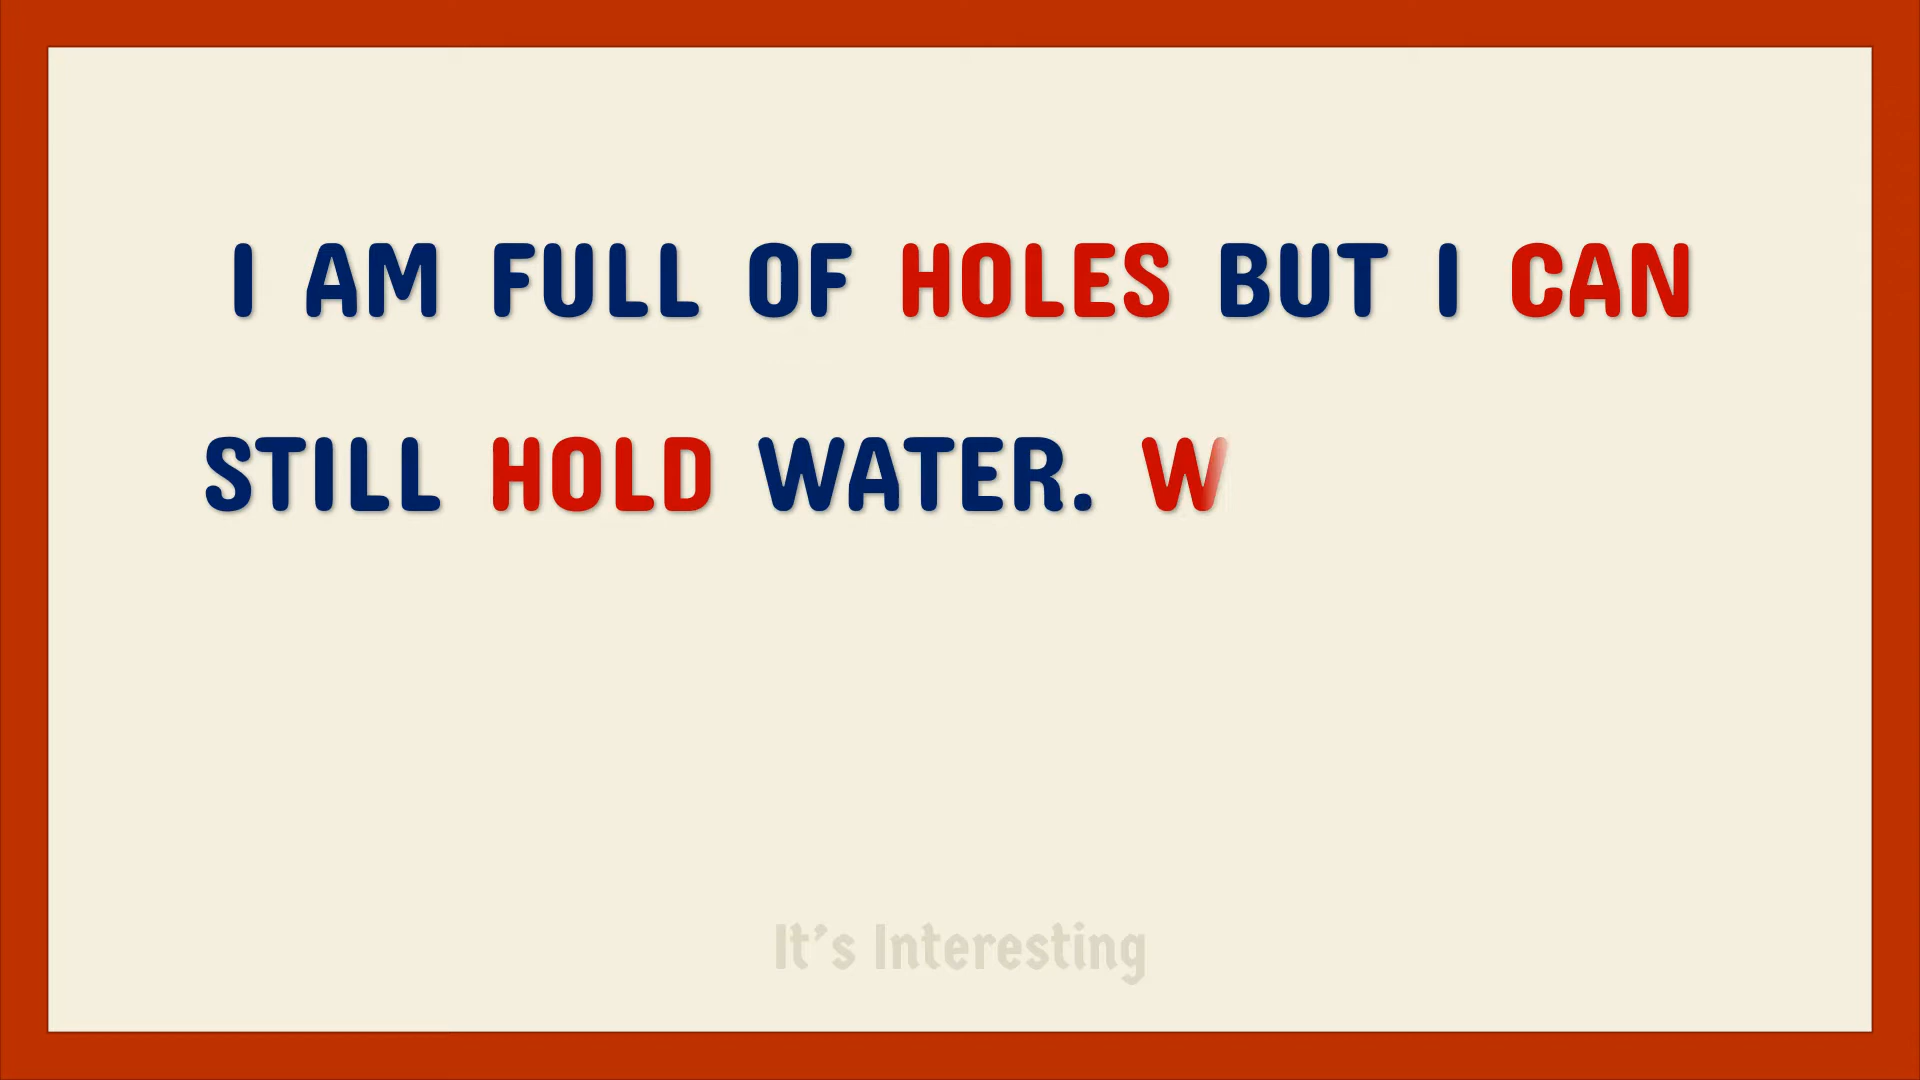 I AM FULL OF HOLES BUT I CAN
STILL HOLD WATER. W
It's Interesting